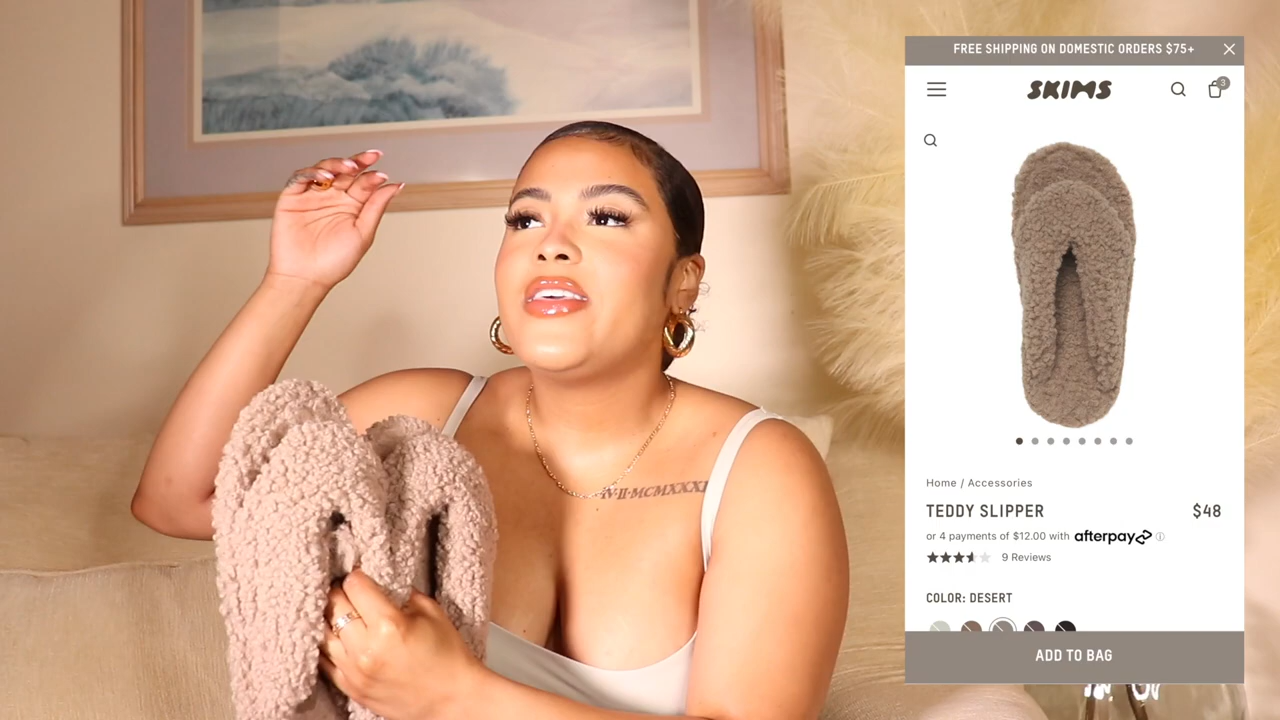 FREE SHIPPING ON DOMESTIC ORDERS $75+
SKIMS
3
Home / Accessories
TEDDY SLIPPER $48
or 4 payments of $12.00 with afterpay
9 Reviews
COLOR: DESERT
ADD TO BAG